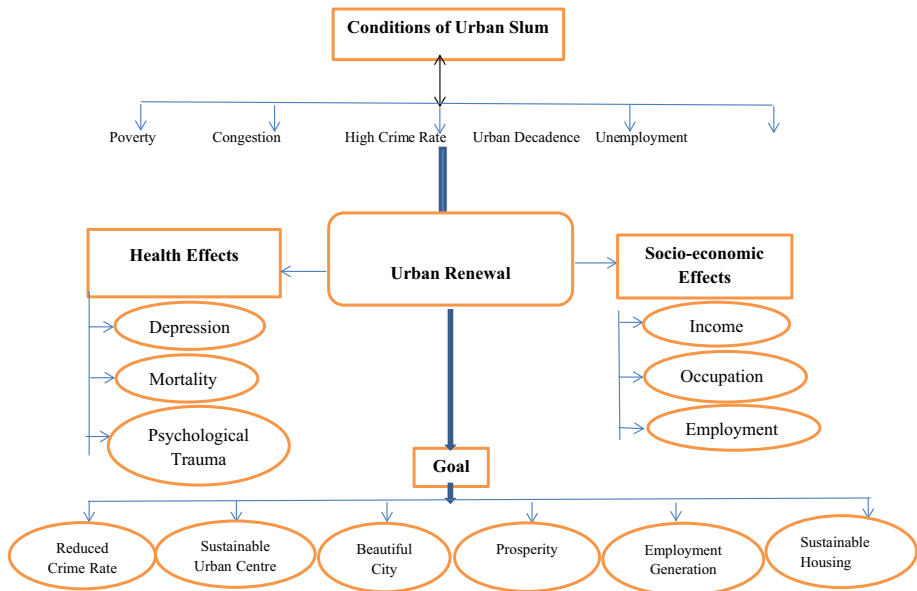 Conditions of Urban Slum
Poverty Congestion High Crime Rate Urban Decadence Unemployment
Health Effects
Urban Renewal
Socio-economic
Effects
Depression
Mortality
Psychological
Trauma
Income
Occupation
Employment
Goal
Reduced
Crime Rate
Sustainable
Urban Centre
Beautiful
City
Prosperity
Employment
Generation
Sustainable
Housing